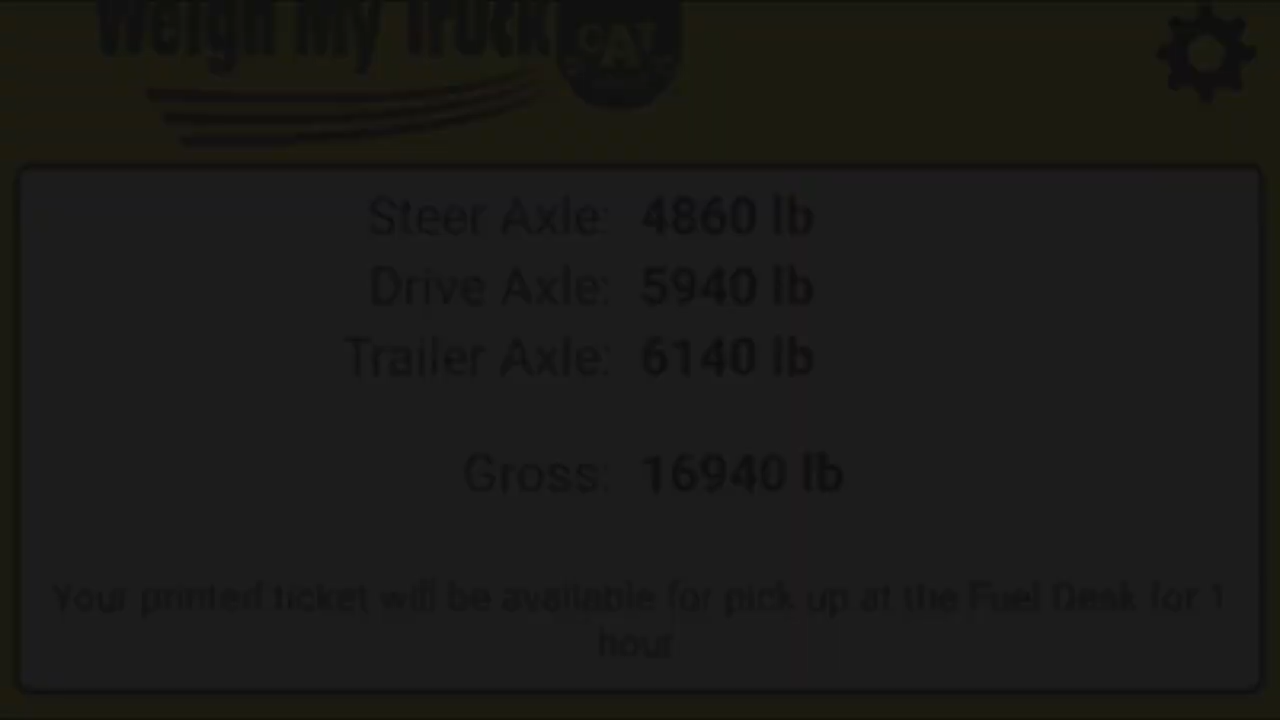 Weigh My Truck CAT
Steer Axle: 4860 lb
Drive Axle: 5940 lb
Trailer Axle: 6140 lb
Gross: 16940 lb
Your printed ticket will be available for pick up at the Fuel Desk for 1
hour